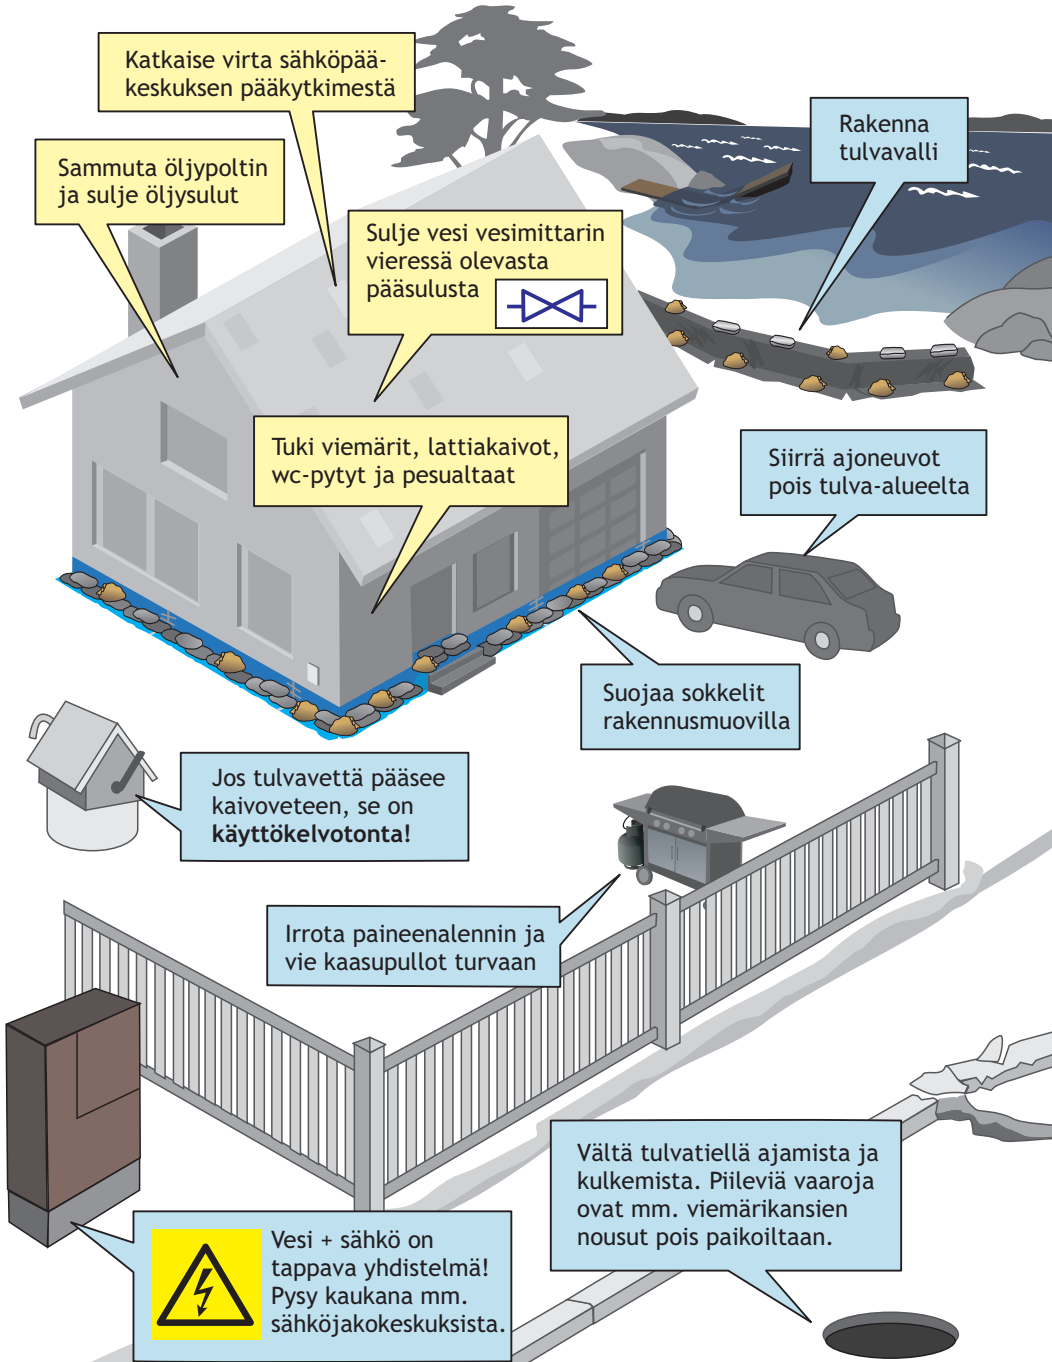 Katkaise virta sähköpää-
keskuksen pääkytkimestä
Sammuta öljypoltin
ja sulje öljysulut
Rakenna
tulvavalli
Sulje vesi vesimittarin
vieressä olevasta
pääsulusta
Tuki viemärit, lattiakaivot,
wc-pytyt ja pesualtaat
Siirrä ajoneuvot
pois tulva-alueelta
Suojaa sokkelit
rakennusmuovilla
Jos tulvavettä pääsee
kaivoveteen, se on
käyttökelvotonta!
Irrota paineenalennin ja
vie kaasupullot turvaan
Vältä tulvatiellä ajamista ja
kulkemista. Piileviä vaaroja
ovat mm. viemärikansien
nousut pois paikoiltaan.
Vesi + sähkö on
tappava yhdistelmä!
Pysy kaukana mm.
sähköjakokeskuksista.